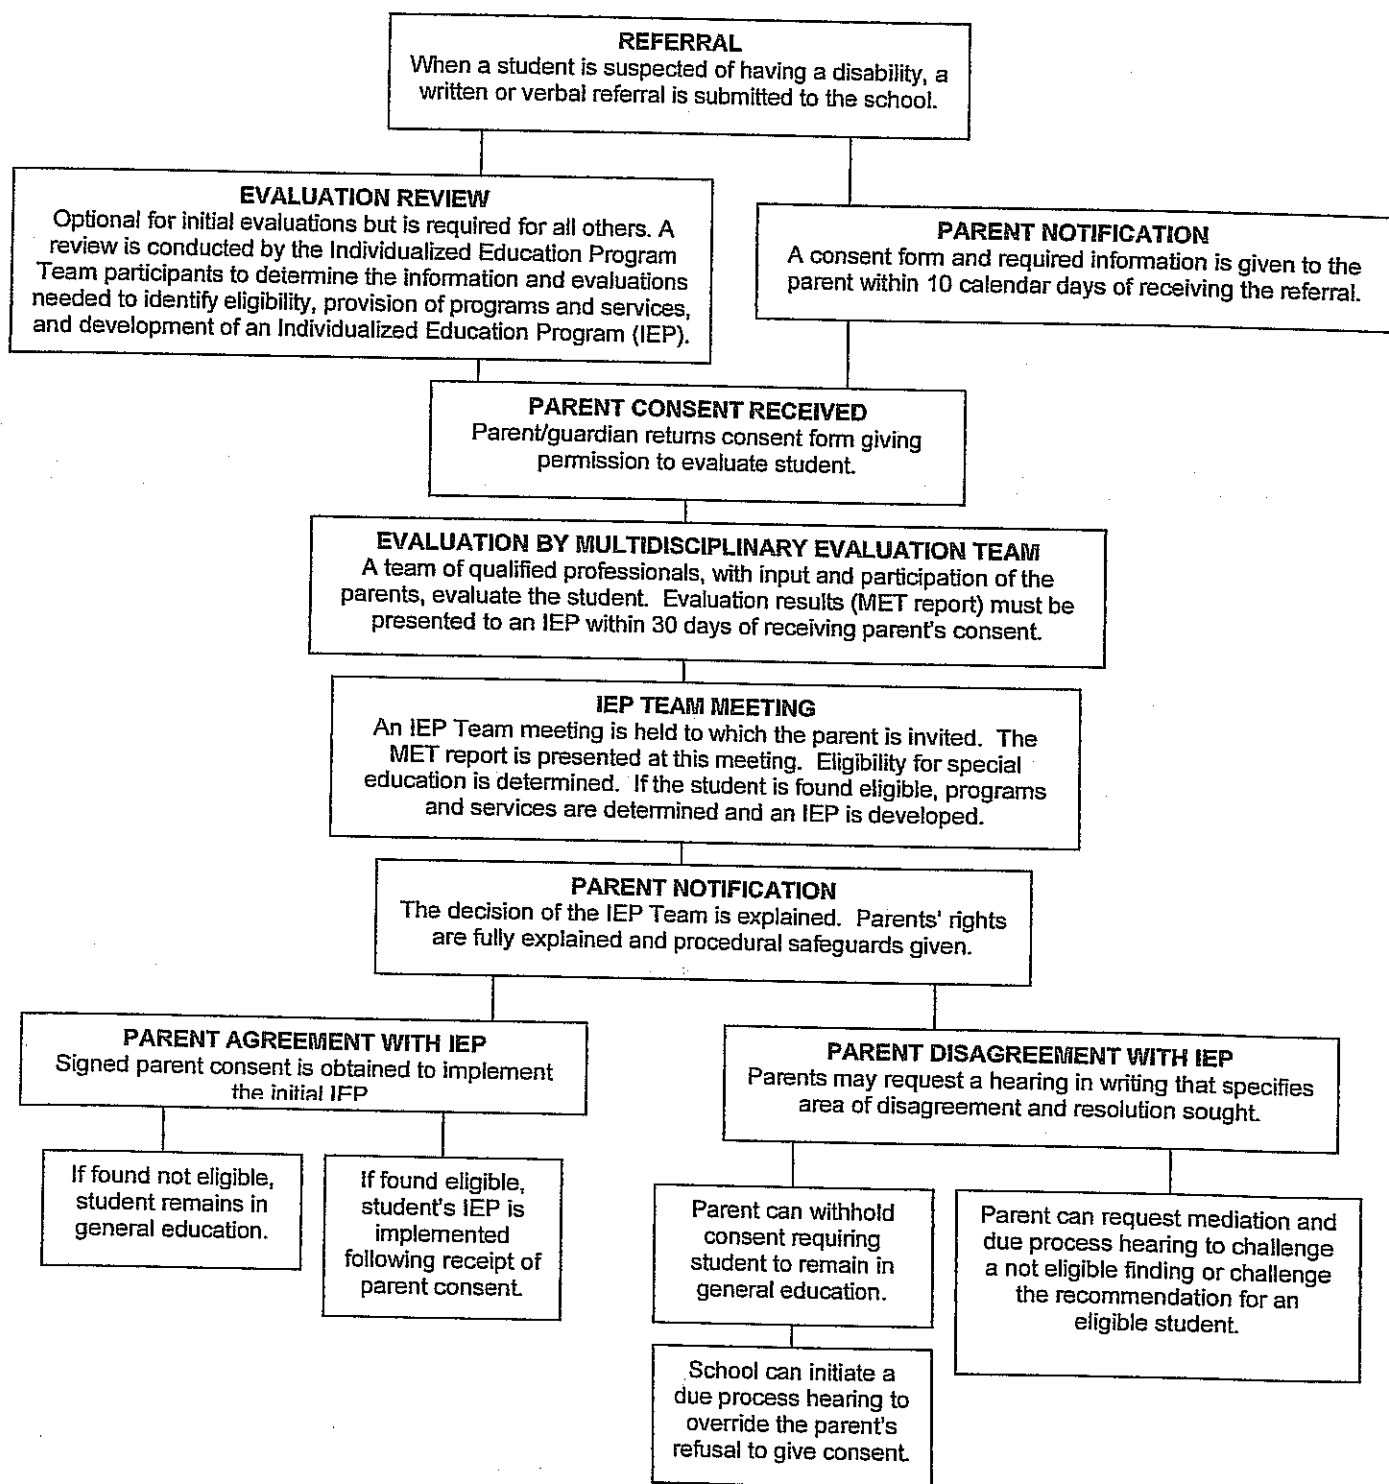 REFERRAL
When a student is suspected of having a disability, a
written or verbal referral is submitted to the school.
EVALUATION REVIEW
Optional for initial evaluations but is required for all others. A
review is conducted by the Individualized Education Program
Team participants to determine the information and evaluations
needed to identify eligibility, provision of programs and services,
and development of an Individualized Education Program (IEP).
PARENT NOTIFICATION
A consent form and required information is given to the
parent within 10 calendar days of receiving the referral.
PARENT CONSENT RECEIVED
Parent/guardian returns consent form giving
permission to evaluate student.
EVALUATION BY MULTIDISCIPLINARY EVALUATION TEAM
A team of qualified professionals, with input and participation of the
parents, evaluate the student. Evaluation results (MET report) must be
presented to an IEP within 30 days of receiving parent's consent.
IEP TEAM MEETING
An IEP Team meeting is held to which the parent is invited. The
MET report is presented at this meeting. Eligibility for special
education is determined. If the student is found eligible, programs
and services are determined and an IEP is developed.
PARENT NOTIFICATION
The decision of the IEP Team is explained. Parents' rights
are fully explained and procedural safeguards given.
PARENT AGREEMENT WITH IEP
Signed parent consent is obtained to implement
the initial IEP
If found not eligible,
student remains in
general education.
If found eligible,
student's IEP is
implemented
following receipt of
parent consent.
PARENT DISAGREEMENT WITH IEP
Parents may request a hearing in writing that specifies
area of disagreement and resolution sought.
Parent can withhold
consent requiring
student to remain in
general education.
School can initiate a
due process hearing to
override the parent's
refusal to give consent.
Parent can request mediation and
due process hearing to challenge
a not eligible finding or challenge
the recommendation for an
eligible student.